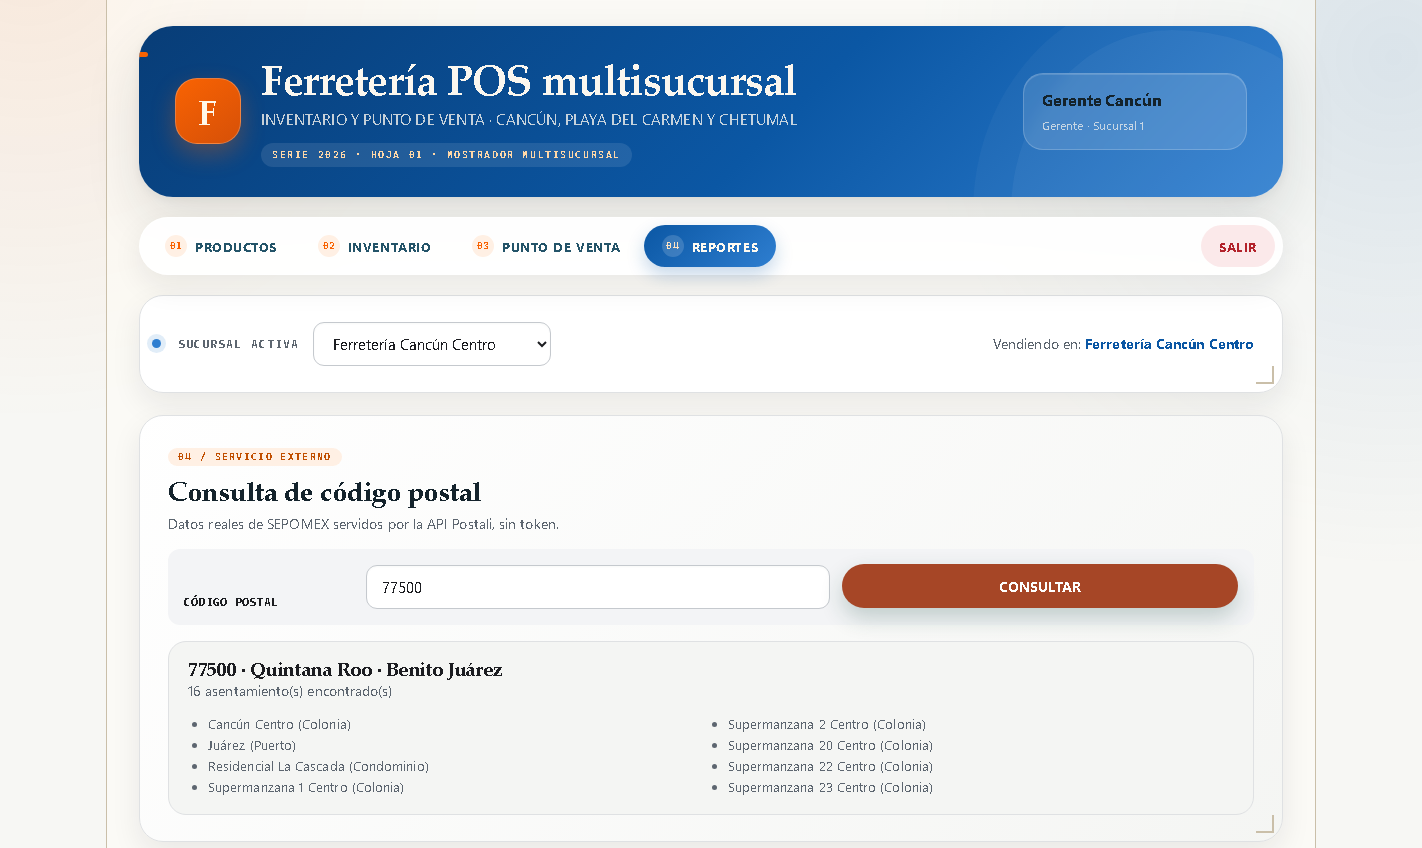 F
Ferretería POS multisucursal
INVENTARIO Y PUNTO DE VENTA · CANCÚN, PLAYA DEL CARMEN Y CHETUMAL
SERIE 2026 · HOJA 01 · MOSTRADOR MULTISUCURSAL
Gerente Cancún
Gerente · Sucursal 1
01 PRODUCTOS
02 INVENTARIO
03 PUNTO DE VENTA
04 REPORTES
SALIR
SUCURSAL ACTIVA
Ferretería Cancún Centro
Vendiendo en: Ferretería Cancún Centro
04 / SERVICIO EXTERNO
Consulta de código postal
Datos reales de SEPOMEX servidos por la API Postali, sin token.
CÓDIGO POSTAL
77500
CONSULTAR
77500 · Quintana Roo · Benito Juárez
16 asentamiento(s) encontrado(s)
Cancún Centro (Colonia)
Juárez (Puerto)
Residencial La Cascada (Condominio)
Supermanzana 1 Centro (Colonia)
Supermanzana 2 Centro (Colonia)
Supermanzana 20 Centro (Colonia)
Supermanzana 22 Centro (Colonia)
Supermanzana 23 Centro (Colonia)